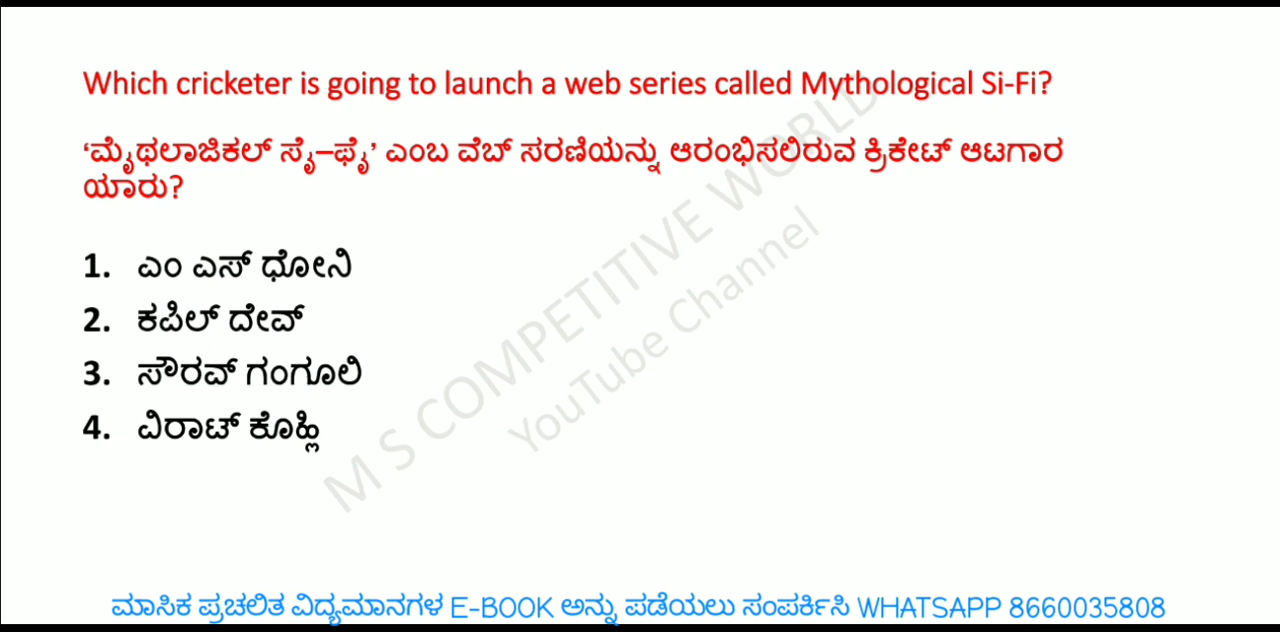 Which cricketer is going to launch a web series called Mythological Si-Fi?
‘ಮೈಥಲಾಜಿಕಲ್ ಸೈ–ಫೈ’ ಎಂಬ ವೆಬ್ ಸರಣಿಯನ್ನು ಆರಂಭಿಸಲಿರುವ ಕ್ರಿಕೇಟ್ ಆಟಗಾರ
ಯಾರು?
1. ಎಂ ಎಸ್ ಧೋನಿ
2. ಕಪಿಲ್ ದೇವ್
3. ಸೌರವ್ ಗಂಗೂಲಿ
4. ವಿರಾಟ್ ಕೊಹ್ಲಿ
M S COMPETITIVE WORLD
YouTube Channel
ಮಾಸಿಕ ಪ್ರಚಲಿತ ವಿದ್ಯಮಾನಗಳ E-BOOK ಅನ್ನು ಪಡೆಯಲು ಸಂಪರ್ಕಿಸಿ WHATSAPP 8660035808